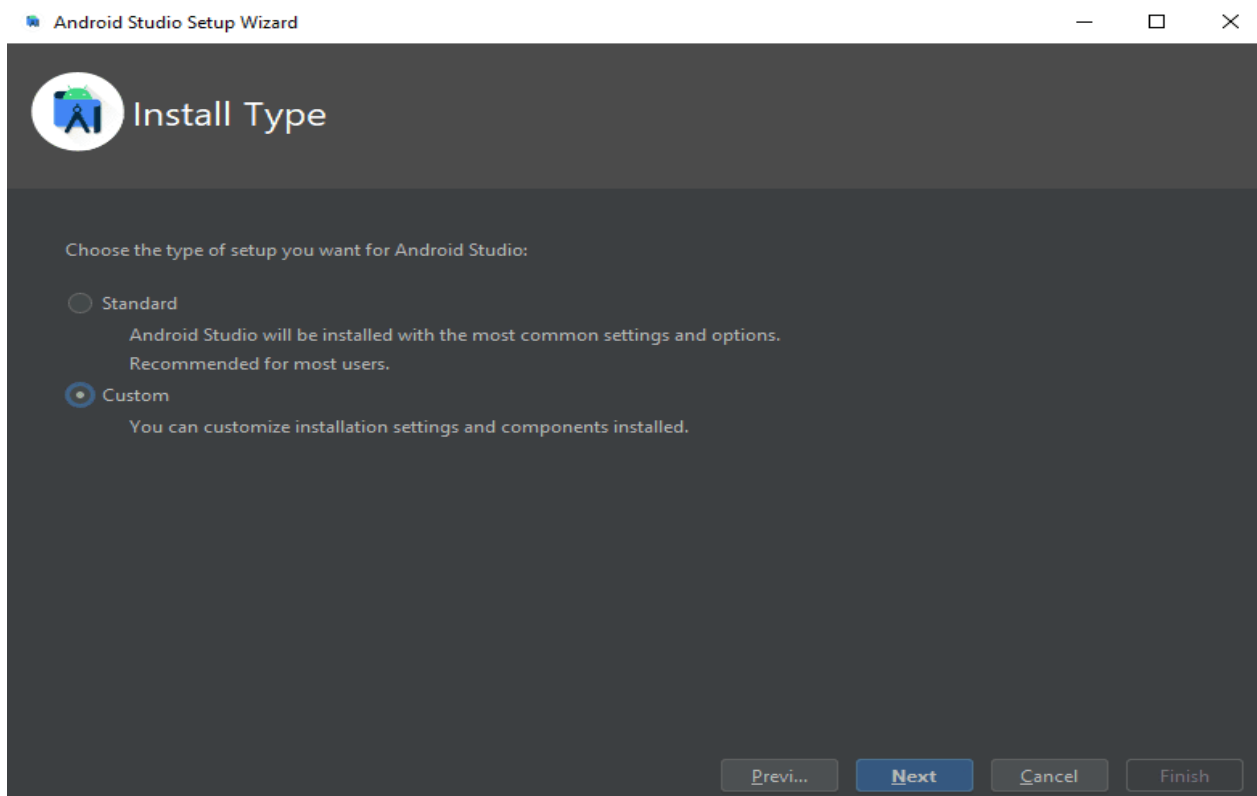 Android Studio Setup Wizard
Install Type
Choose the type of setup you want for Android Studio:
Standard
Android Studio will be installed with the most common settings and options.
Recommended for most users.
Custom
You can customize installation settings and components installed.
Previ... Next Cancel Finish